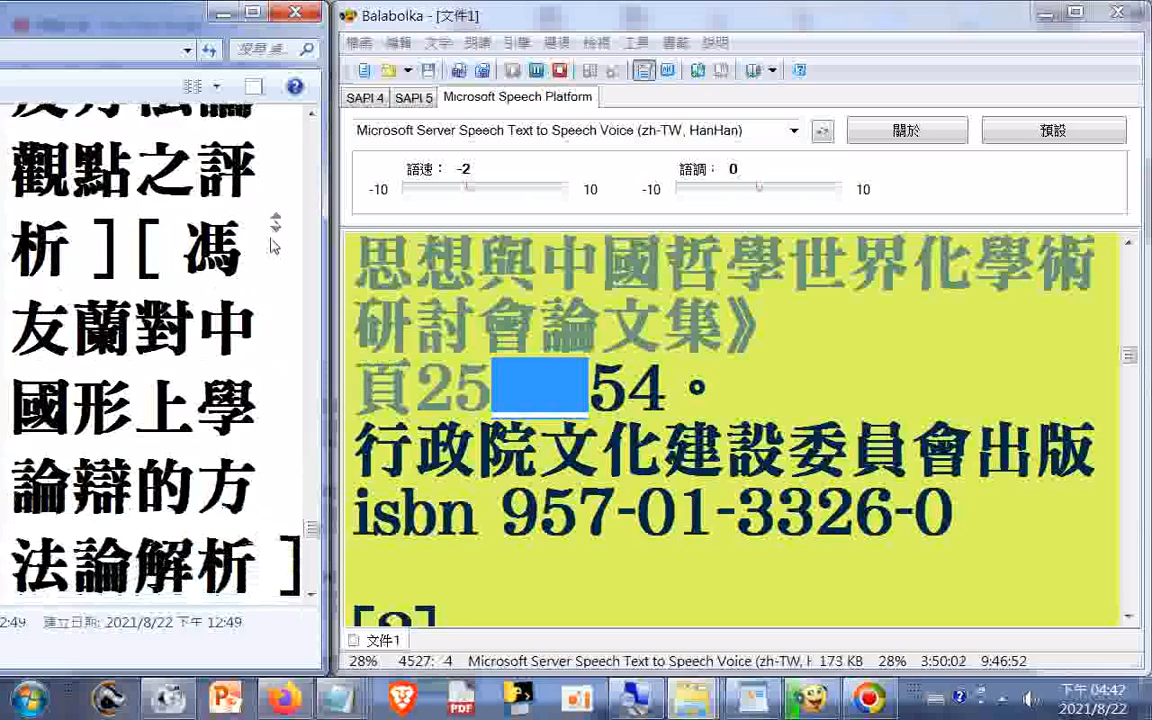 搜尋桌...
觀點之評
析 ][ 馮
友蘭對中
國形上學
論辯的方
法論解析 ]
2:49 建立日期: 2021/8/22 下午 12:49
Balabolka - [文件1]
檔案 編輯 文字 朗讀 引擎 選項 檢視 工具 書籤 說明
SAPI 4 SAPI 5 Microsoft Speech Platform
Microsoft Server Speech Text to Speech Voice (zh-TW, HanHan)
關於 預設
語速： -2 語調： 0
-10 10 -10 10
思想與中國哲學世界化學術
研討會論文集》
頁25 54。
行政院文化建設委員會出版
isbn 957-01-3326-0
文件1
28% 4527: 4 Microsoft Server Speech Text to Speech Voice (zh-TW, H 173 KB 28% 3:50:02 9:46:52
PDF
下午 04:42
2021/8/22